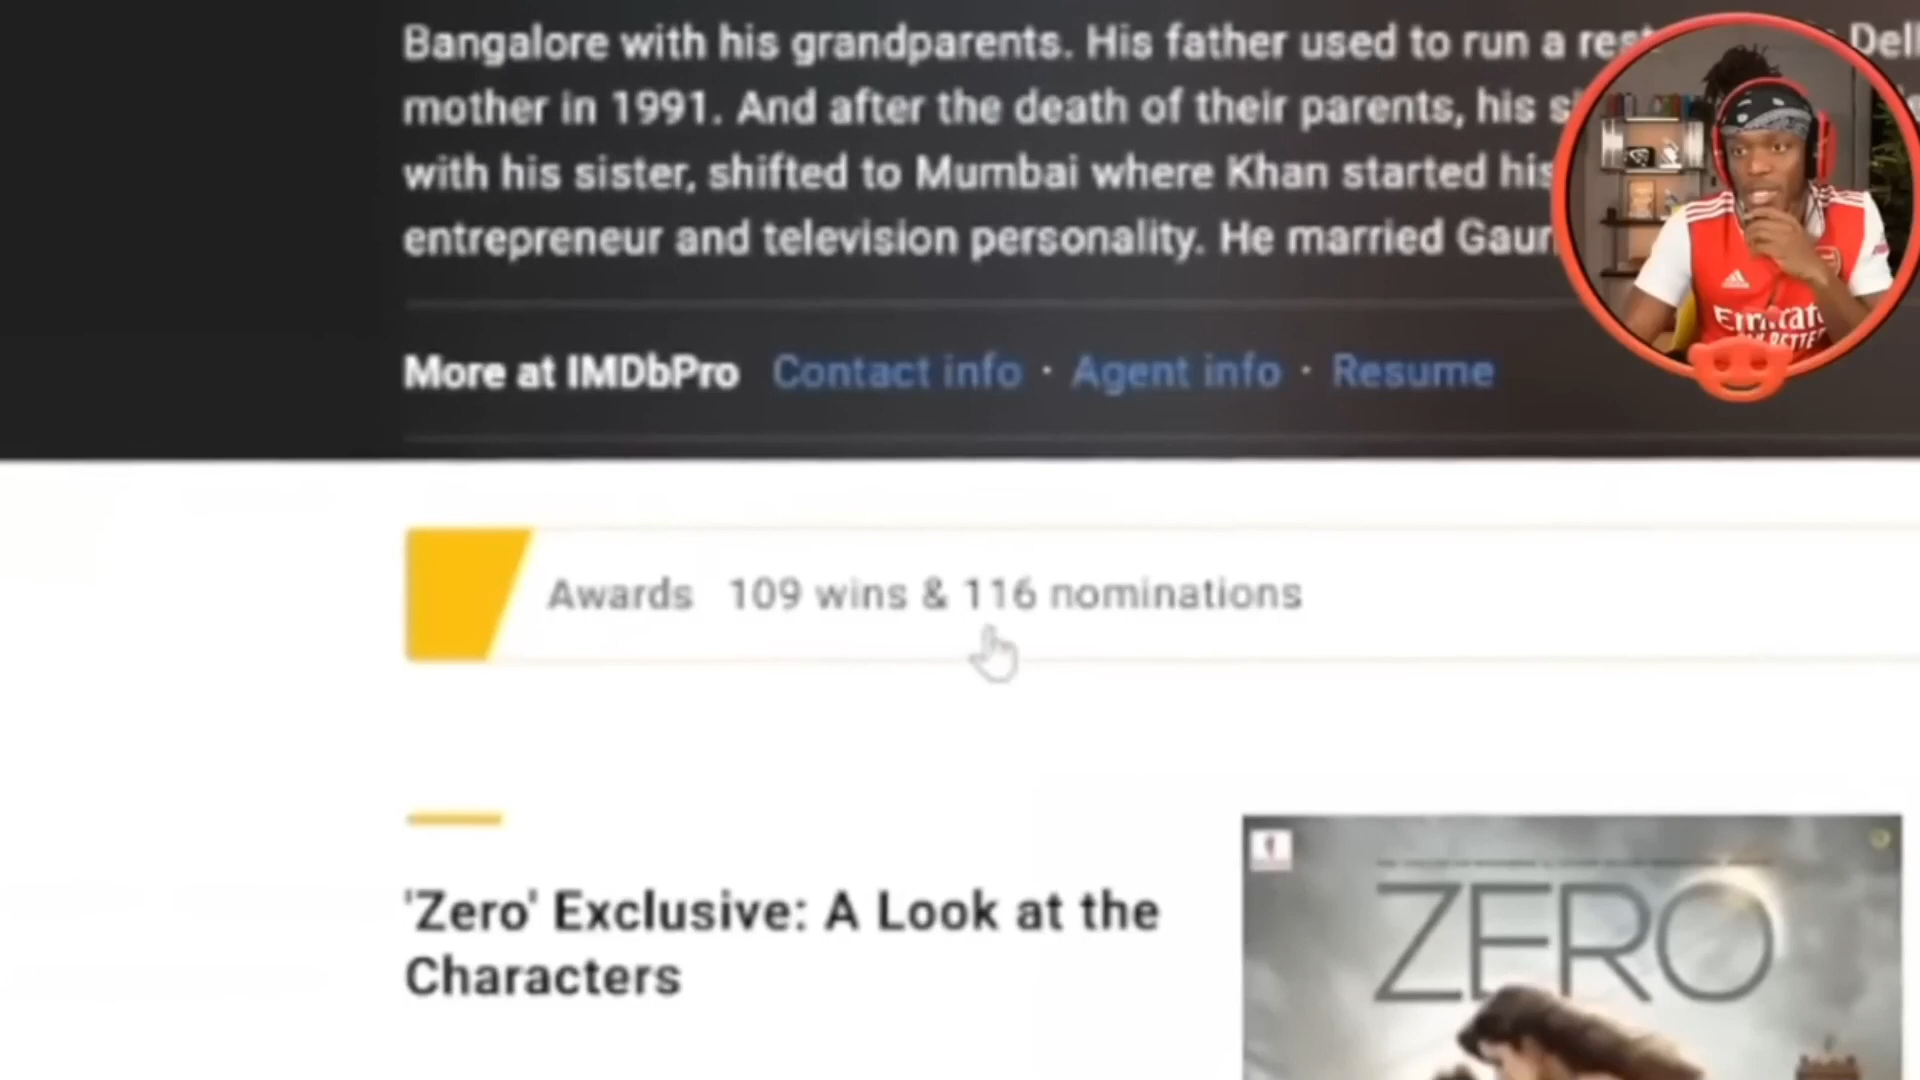 Bangalore with his grandparents. His father used to run a Dell
mother in 1991. And after the death of their parents, his
with his sister, shifted to Mumbai where Khan started his
entrepreneur and television personality. He married
More at IMDbPro Contact info · Agent info · Resume
Awards 109 wins & 116 nominations
'Zero' Exclusive: A Look at the
Characters
ZERO